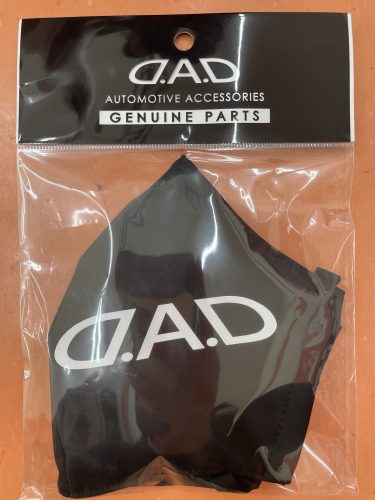 D.A.D
AUTOMOTIVE ACCESSORIES
GENUINE PARTS
D.A.D